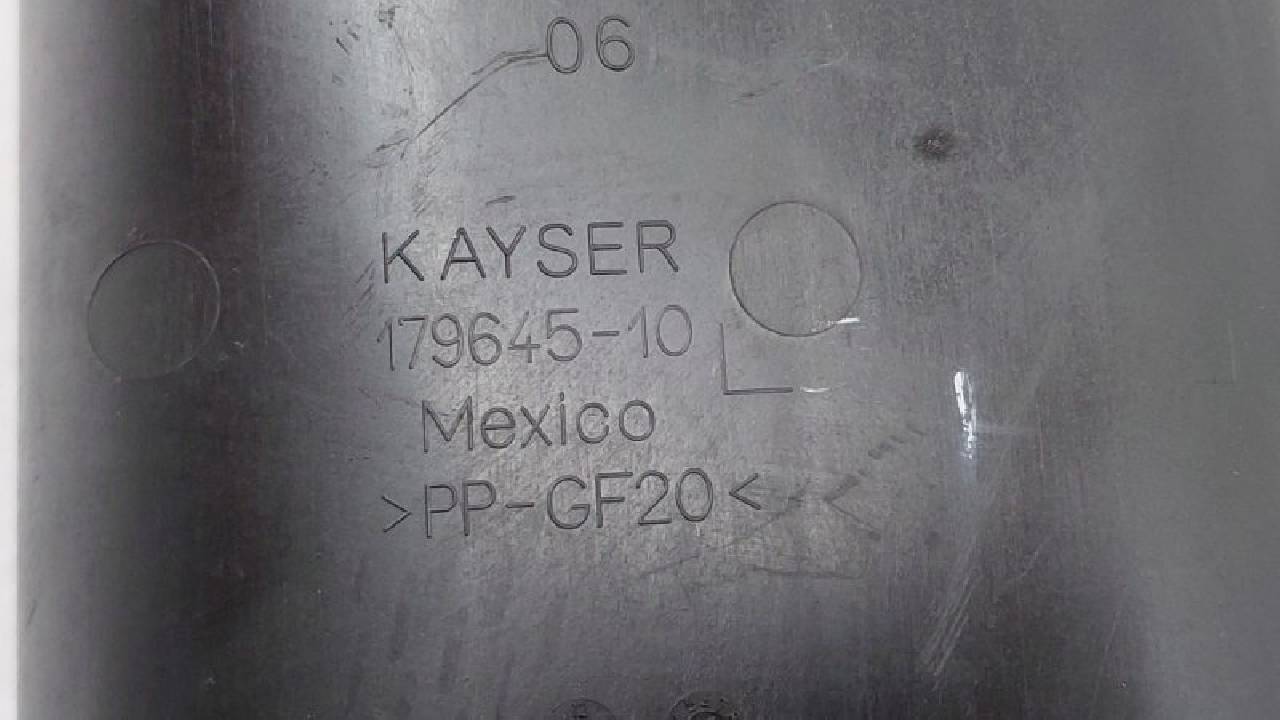 06
KAYSER
179645-10
Mexico
>PP-GF20<